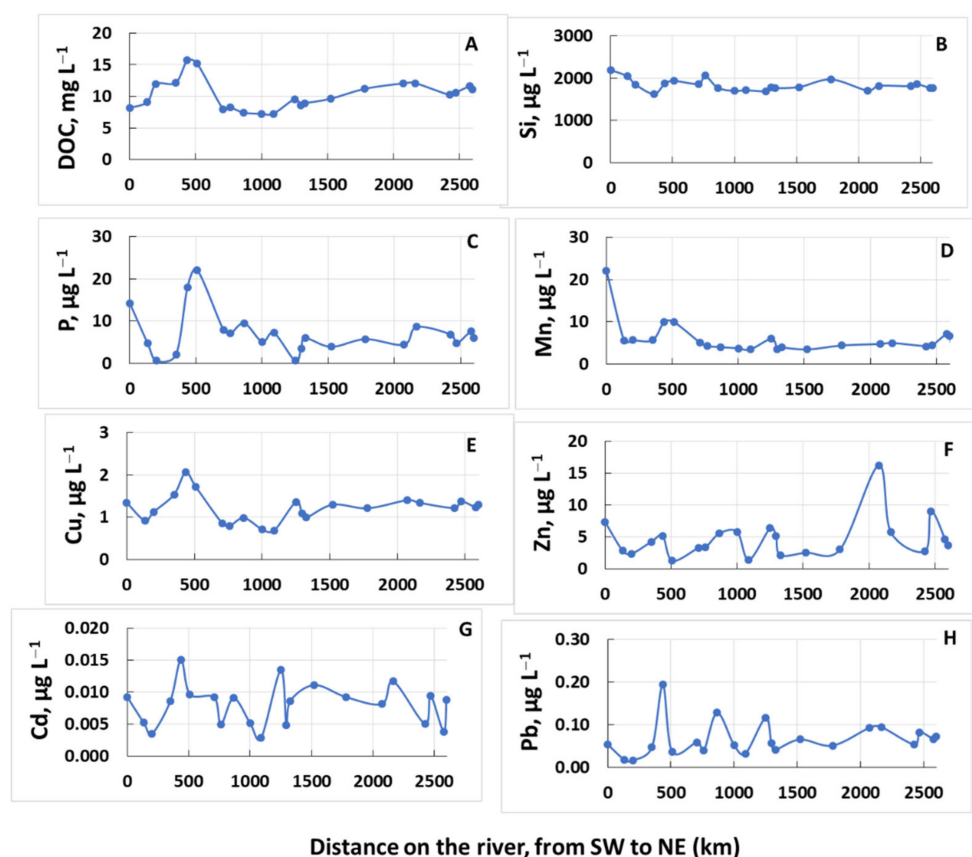 A
DOC, mg L⁻¹
20
15
10
5
0
0 500 1000 1500 2000 2500
B
Si, µg L⁻¹
3000
2000
1000
0
0 500 1000 1500 2000 2500
C
P, µg L⁻¹
30
20
10
0
0 500 1000 1500 2000 2500
D
Mn, µg L⁻¹
30
20
10
0
0 500 1000 1500 2000 2500
E
Cu, µg L⁻¹
3
2
1
0
0 500 1000 1500 2000 2500
F
Zn, µg L⁻¹
20
15
10
5
0
0 500 1000 1500 2000 2500
G
Cd, µg L⁻¹
0.020
0.015
0.010
0.005
0.000
0 500 1000 1500 2000 2500
H
Pb, µg L⁻¹
0.30
0.20
0.10
0.00
0 500 1000 1500 2000 2500
Distance on the river, from SW to NE (km)